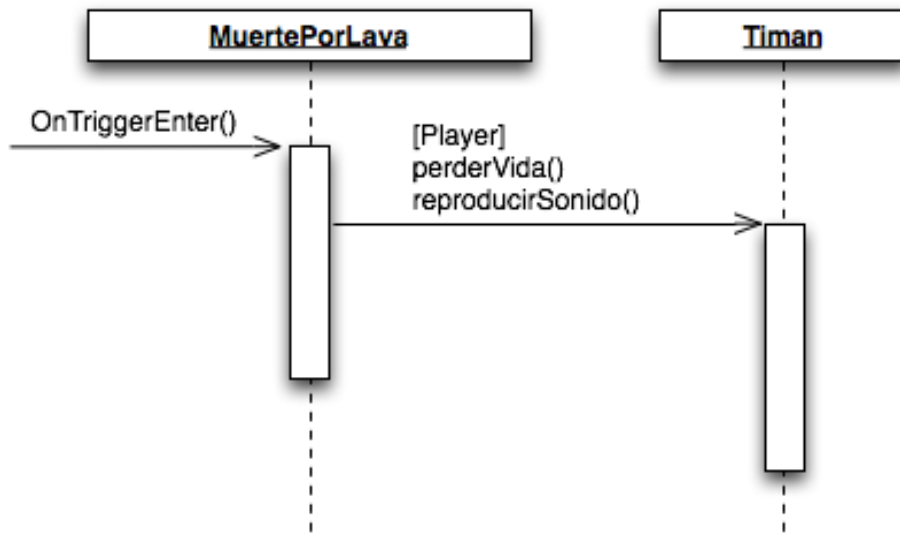 MuertePorLava
Timan
OnTriggerEnter()
[Player]
perderVida()
reproducirSonido()